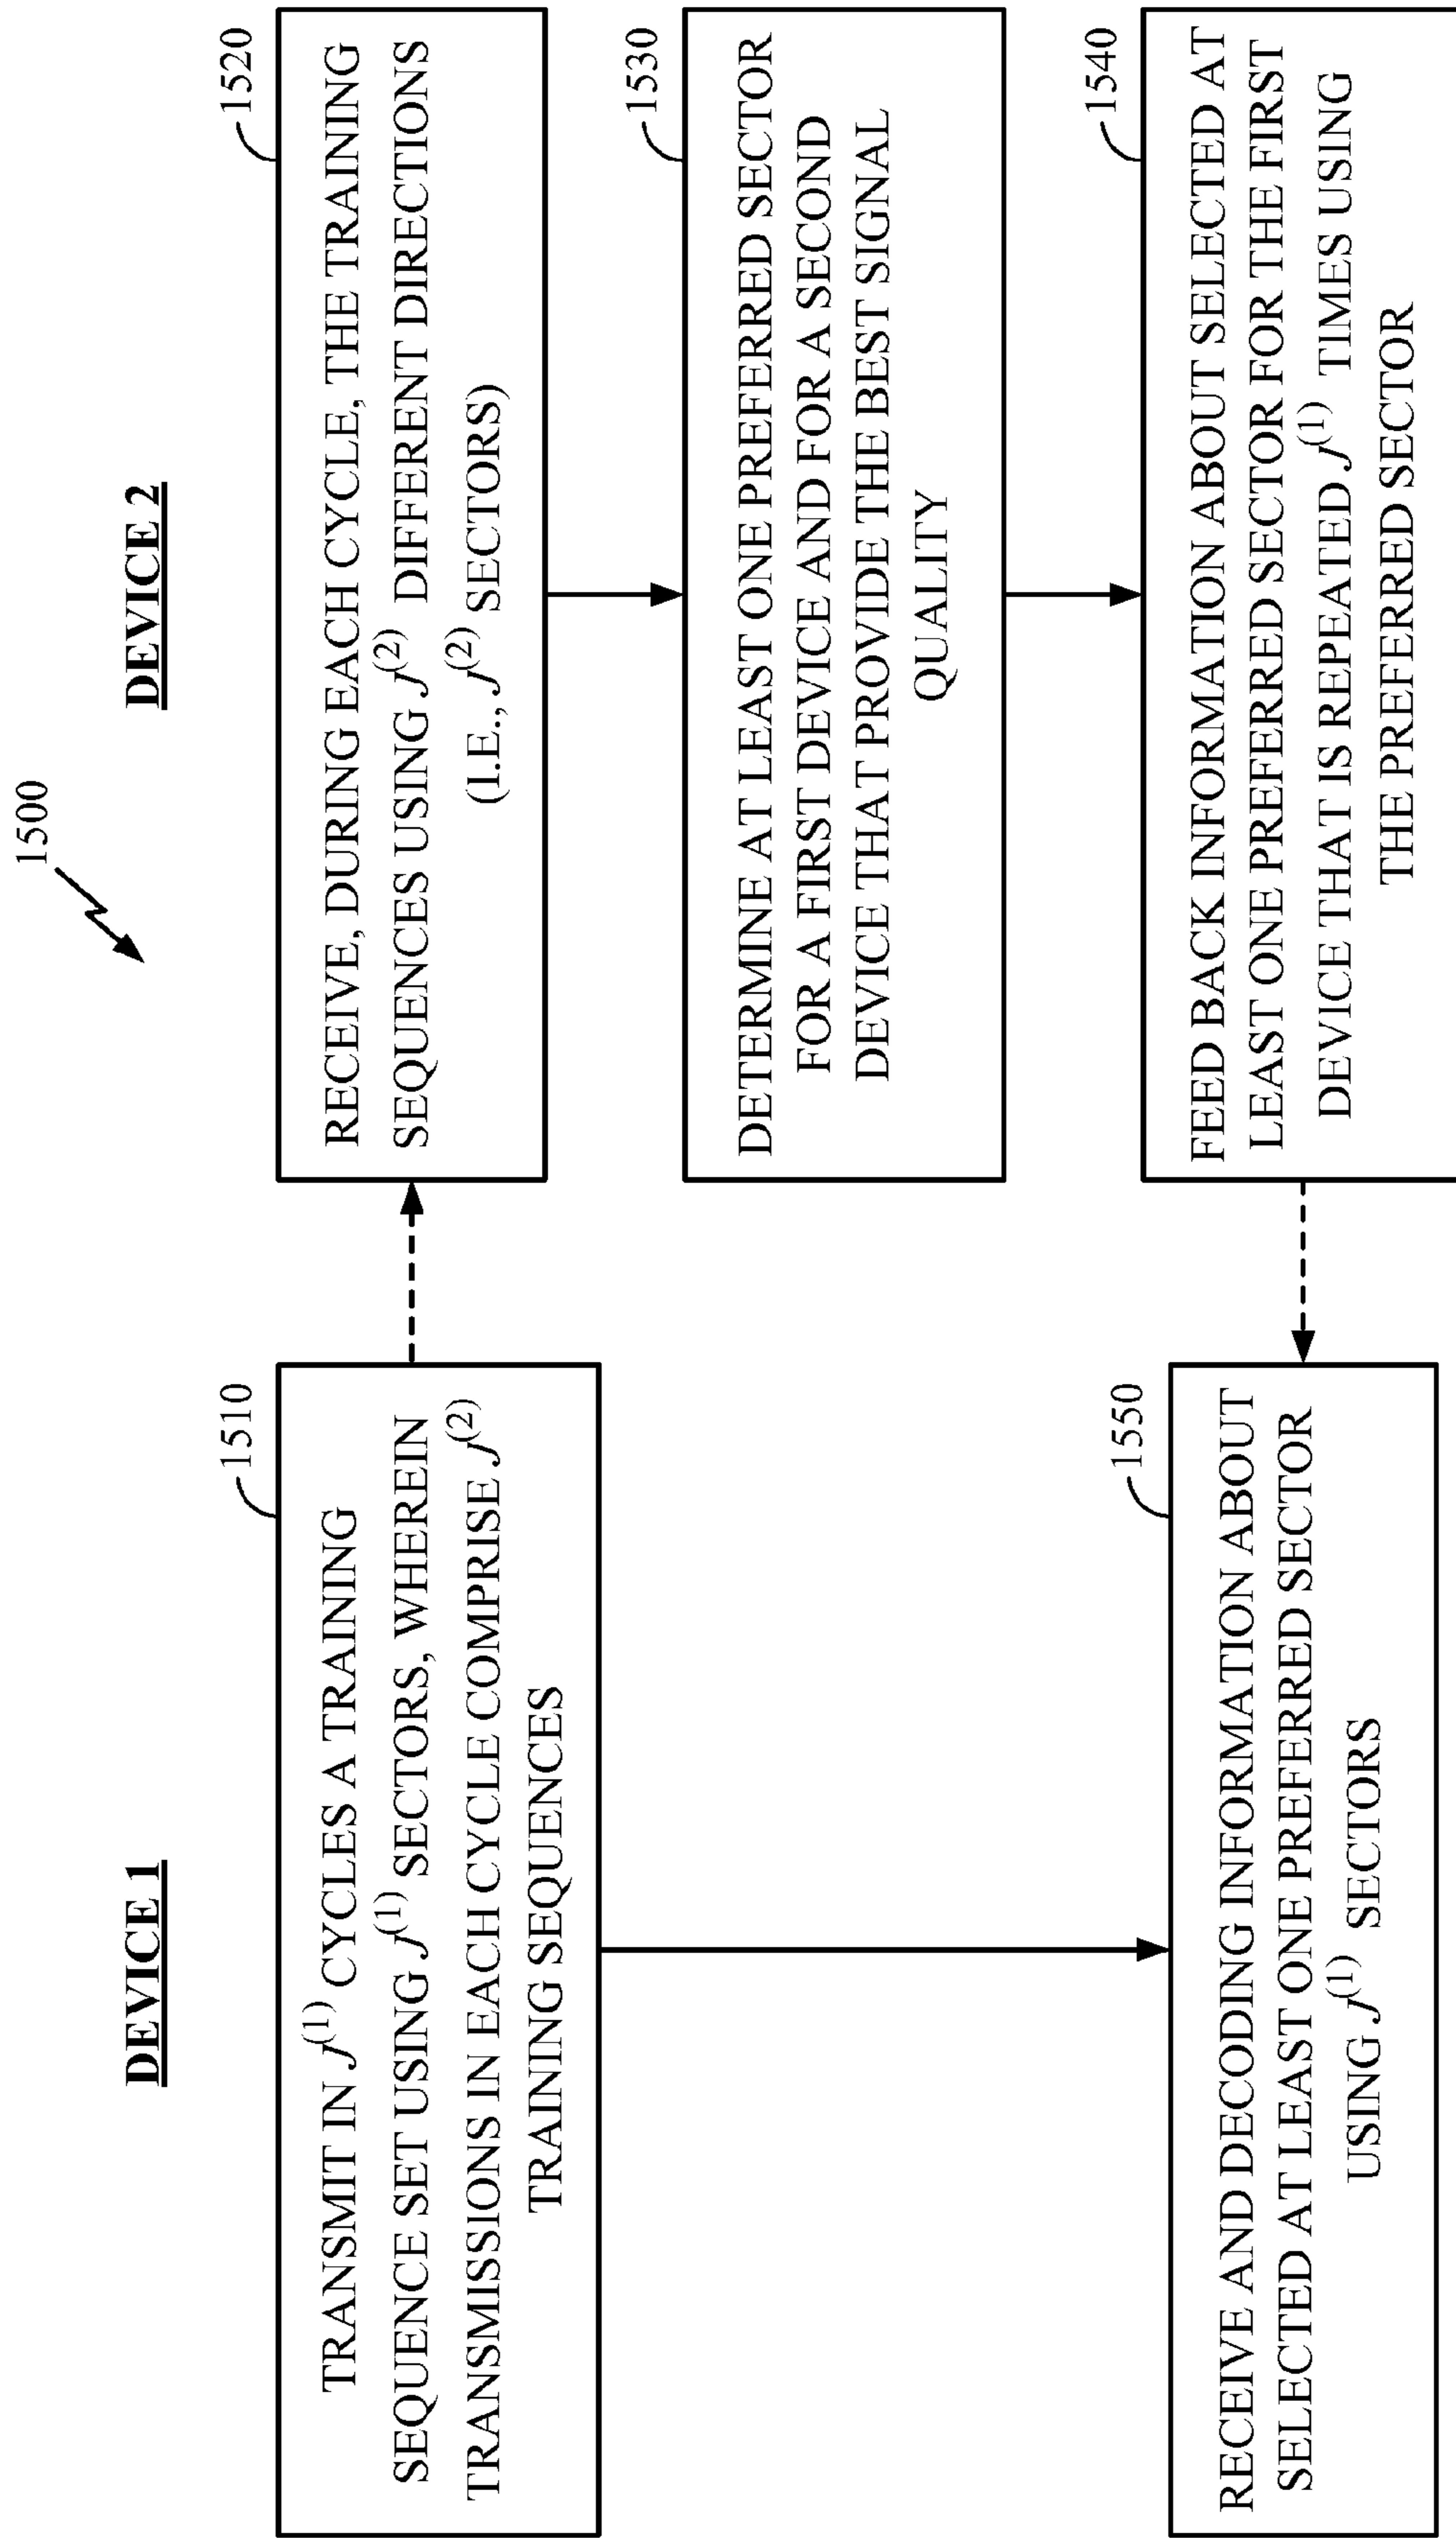 1500
DEVICE 1
DEVICE 2
1510
TRANSMIT IN J⁽¹⁾ CYCLES A TRAINING
SEQUENCE SET USING J⁽¹⁾ SECTORS, WHEREIN
TRANSMISSIONS IN EACH CYCLE COMPRISE J⁽²⁾
TRAINING SEQUENCES
1520
RECEIVE, DURING EACH CYCLE, THE TRAINING
SEQUENCES USING J⁽²⁾ DIFFERENT DIRECTIONS
(I.E., J⁽²⁾ SECTORS)
1530
DETERMINE AT LEAST ONE PREFERRED SECTOR
FOR A FIRST DEVICE AND FOR A SECOND
DEVICE THAT PROVIDE THE BEST SIGNAL
QUALITY
1540
FEED BACK INFORMATION ABOUT SELECTED AT
LEAST ONE PREFERRED SECTOR FOR THE FIRST
DEVICE THAT IS REPEATED J⁽¹⁾ TIMES USING
THE PREFERRED SECTOR
1550
RECEIVE AND DECODING INFORMATION ABOUT
SELECTED AT LEAST ONE PREFERRED SECTOR
USING J⁽¹⁾ SECTORS